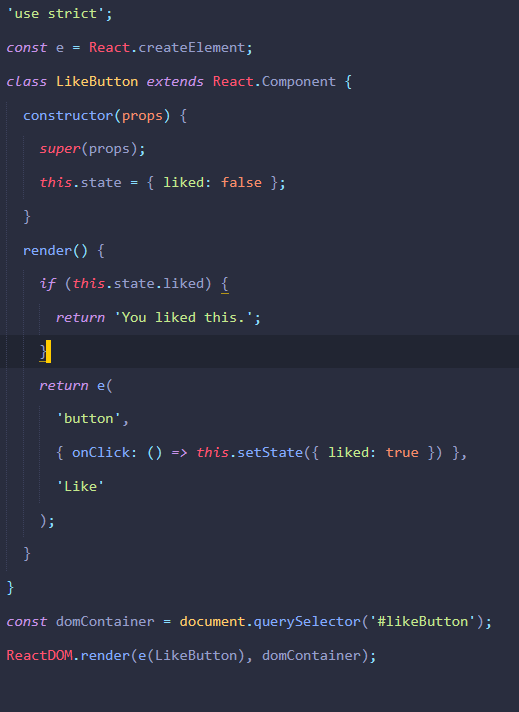 'use strict';
const e = React.createElement;
class LikeButton extends React.Component {
constructor(props) {
super(props);
this.state = { liked: false };
}
render() {
if (this.state.liked) {
return 'You liked this.';
}
return e(
'button',
{ onClick: () => this.setState({ liked: true }) },
'Like'
);
}
}
const domContainer = document.querySelector('#likeButton');
ReactDOM.render(e(LikeButton), domContainer);